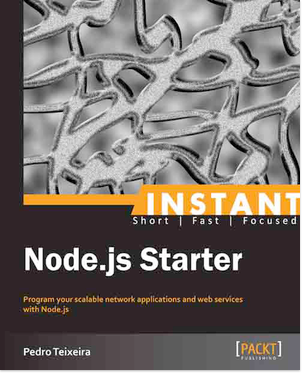 INSTANT
Short | Fast | Focused
Node.js Starter
Program your scalable network applications and web services
with Node.js
Pedro Teixeira
[PACKT]
PUBLISHING